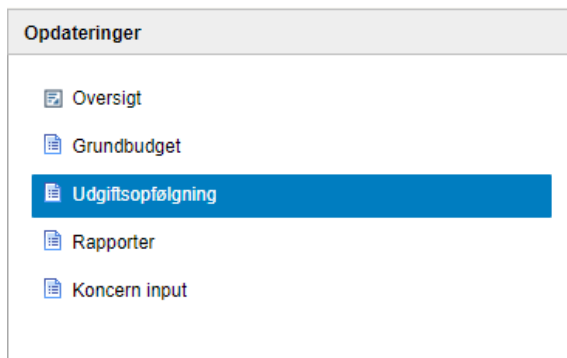 Opdateringer
Oversigt
Grundbudget
Udgiftsopfølgning
Rapporter
Koncern input